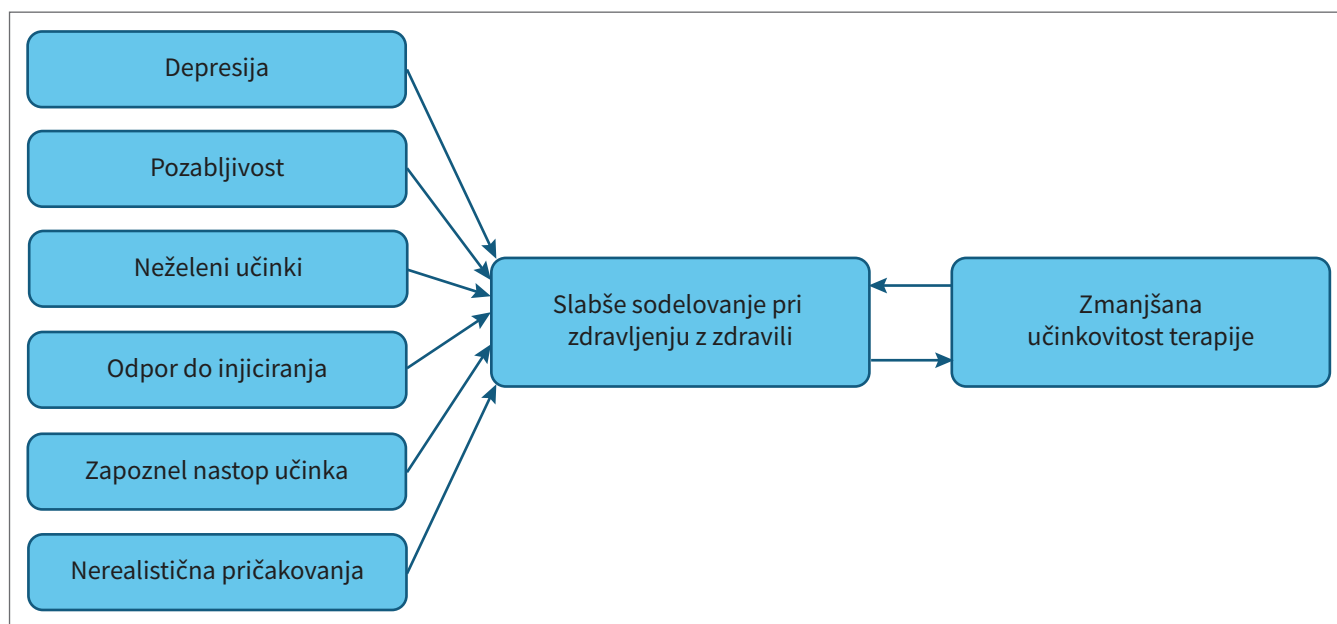 Depresija
Pozabljivost
Neželeni učinki
Odpor do injiciranja
Zapoznel nastop učinka
Nerealistična pričakovanja
Slabše sodelovanje pri
zdravljenju z zdravili
Zmanjšana
učinkovitost terapije